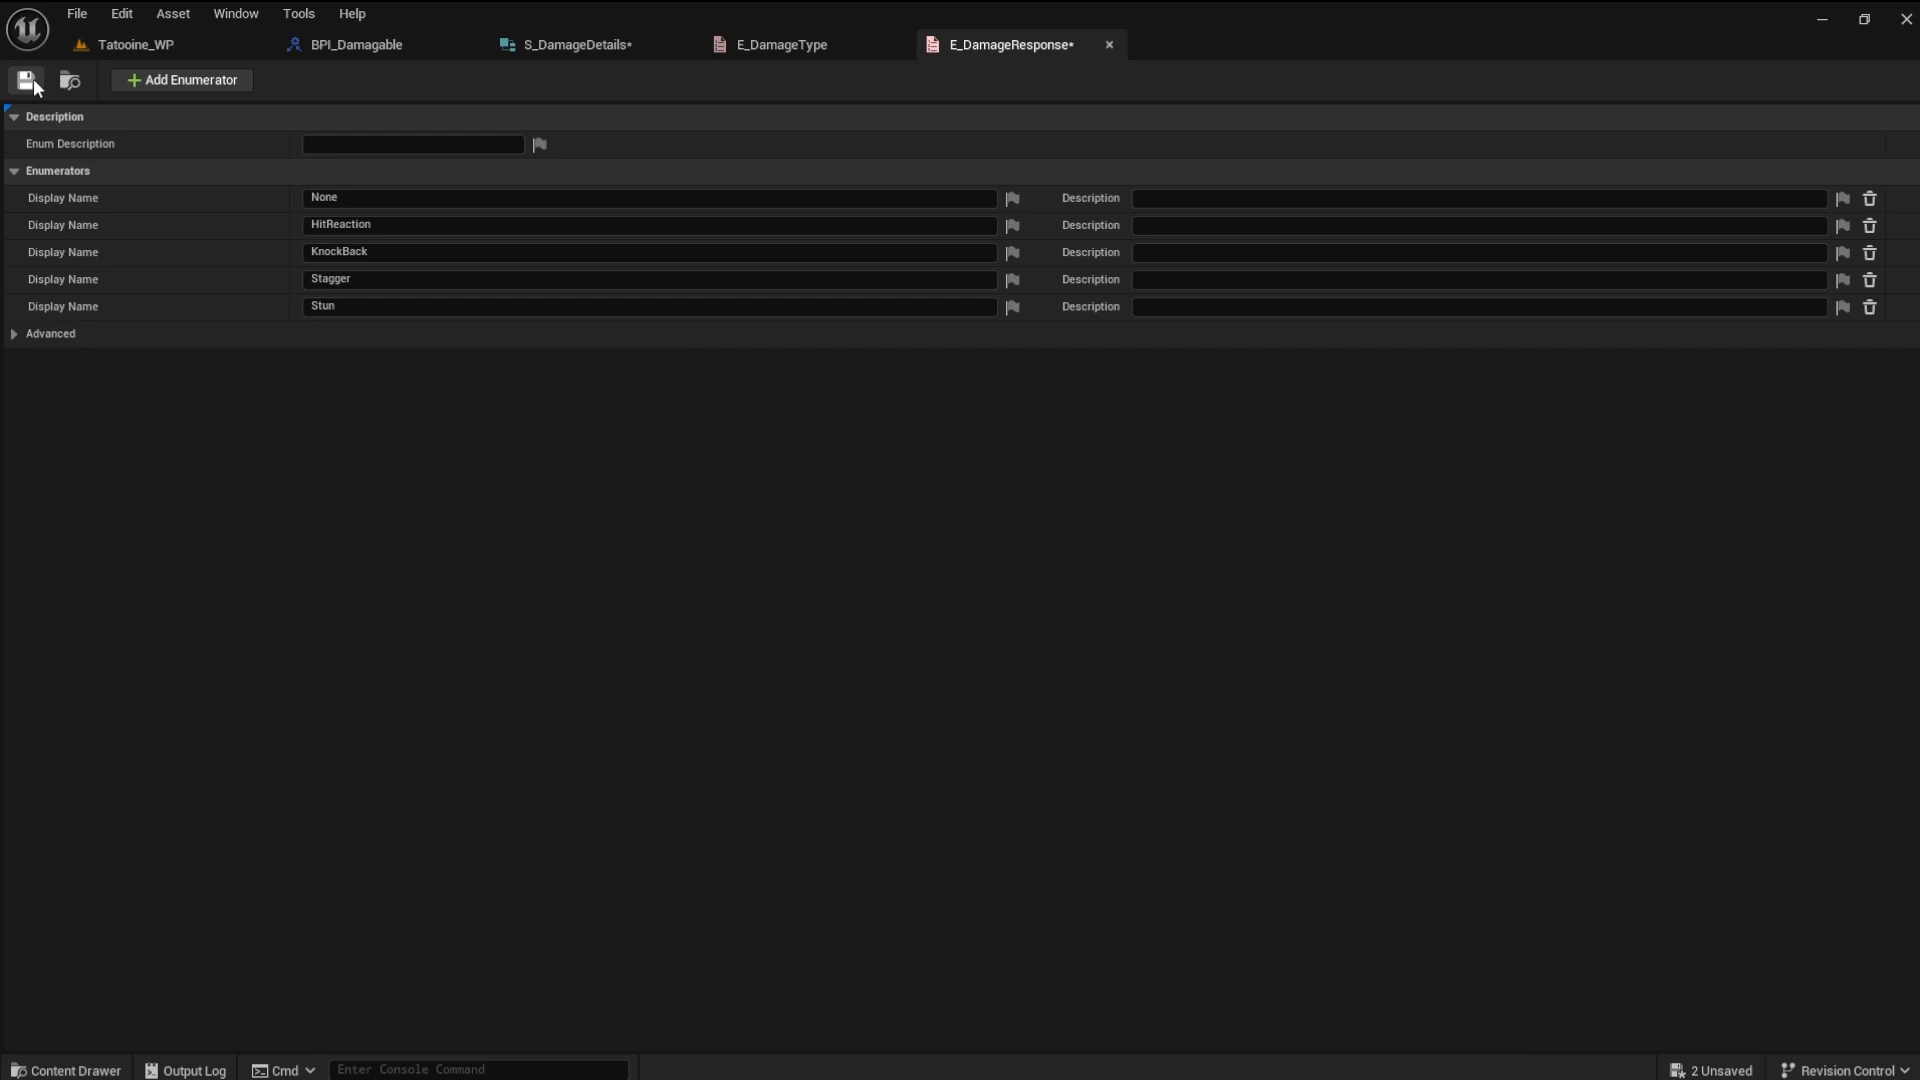 File Edit Asset Window Tools Help
Tatooine_WP BPI_Damagable S_DamageDetails* E_DamageType E_DamageResponse*
Add Enumerator
Description
Enum Description
Enumerators
Display Name None Description
Display Name HitReaction Description
Display Name KnockBack Description
Display Name Stagger Description
Display Name Stun Description
Advanced
Content Drawer Output Log Cmd Enter Console Command 2 Unsaved Revision Control